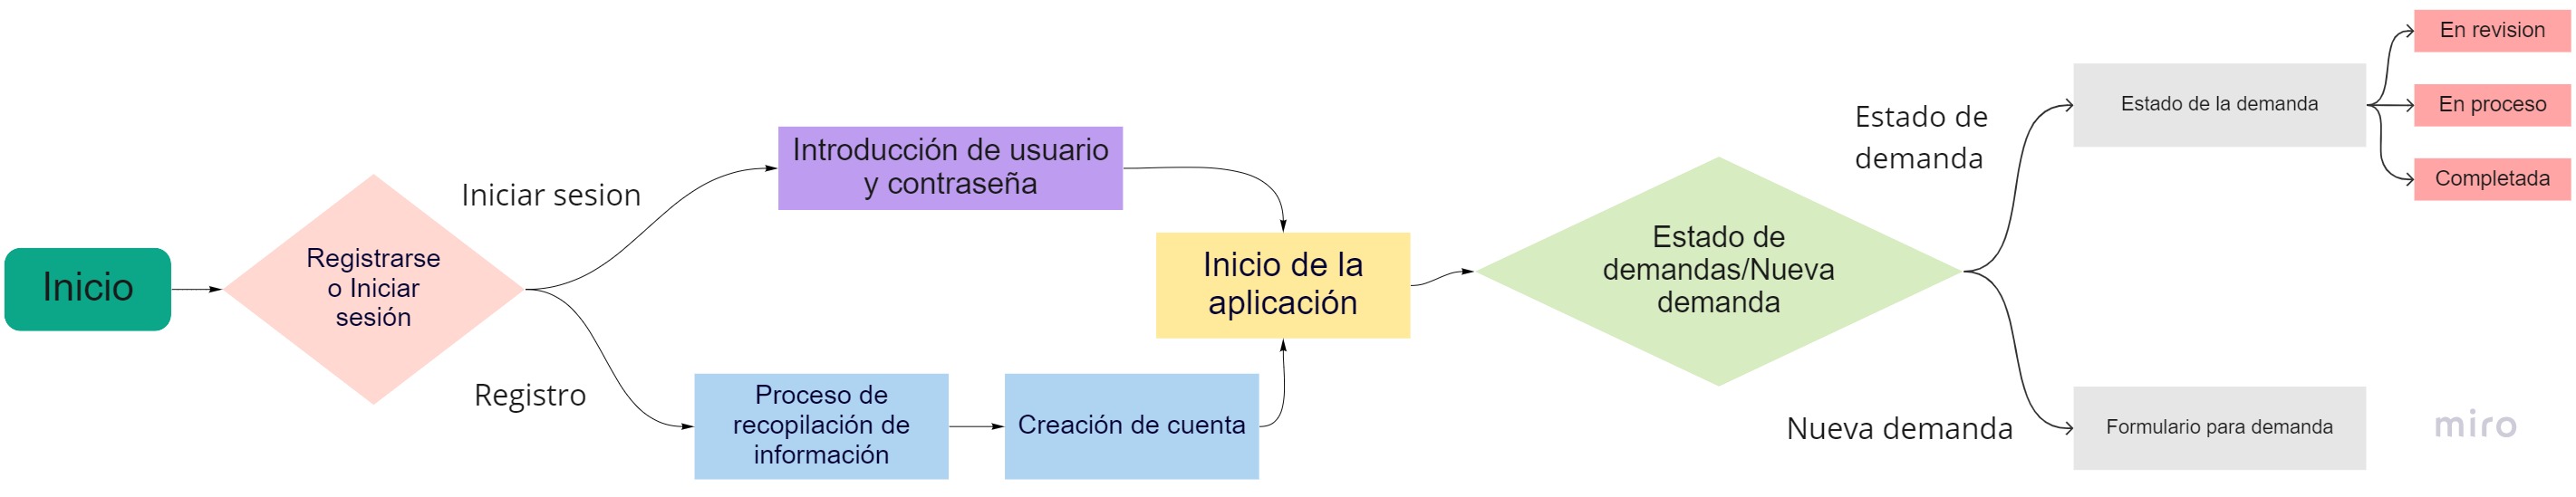 Inicio
Registrarse
o Iniciar
sesión
Iniciar sesion
Registro
Introducción de usuario
y contraseña
Proceso de
recopilación de
información
Creación de cuenta
Inicio de la
aplicación
Estado de
demandas/Nueva
demanda
Estado de
demanda
Nueva demanda
Estado de la demanda
En revision
En proceso
Completada
Formulario para demanda
miro